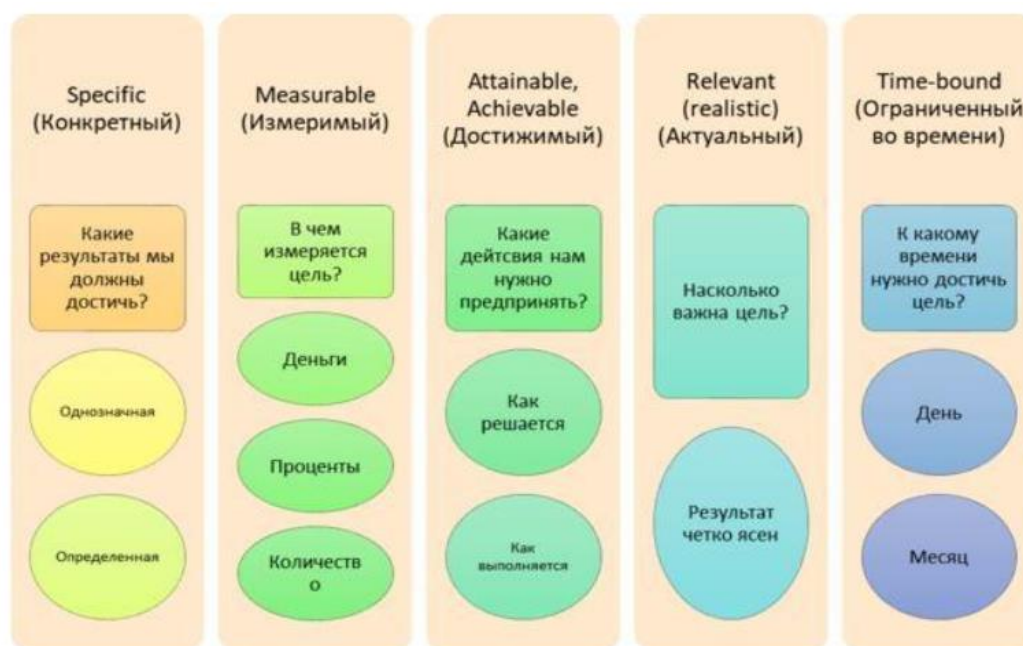 Specific
(Конкретный)
Какие
результаты мы
должны
достичь?
Однозначная
Определенная
Measurable
(Измеримый)
В чем
измеряется
цель?
Деньги
Проценты
Количеств
о
Attainable,
Achievable
(Достижимый)
Какие
дейтсвия нам
нужно
предпринять?
Как
решается
Как
выполняется
Relevant
(realistic)
(Актуальный)
Насколько
важна цель?
Результат
четко ясен
Time-bound
(Ограниченный
во времени)
К какому
времени
нужно достичь
цель?
День
Месяц